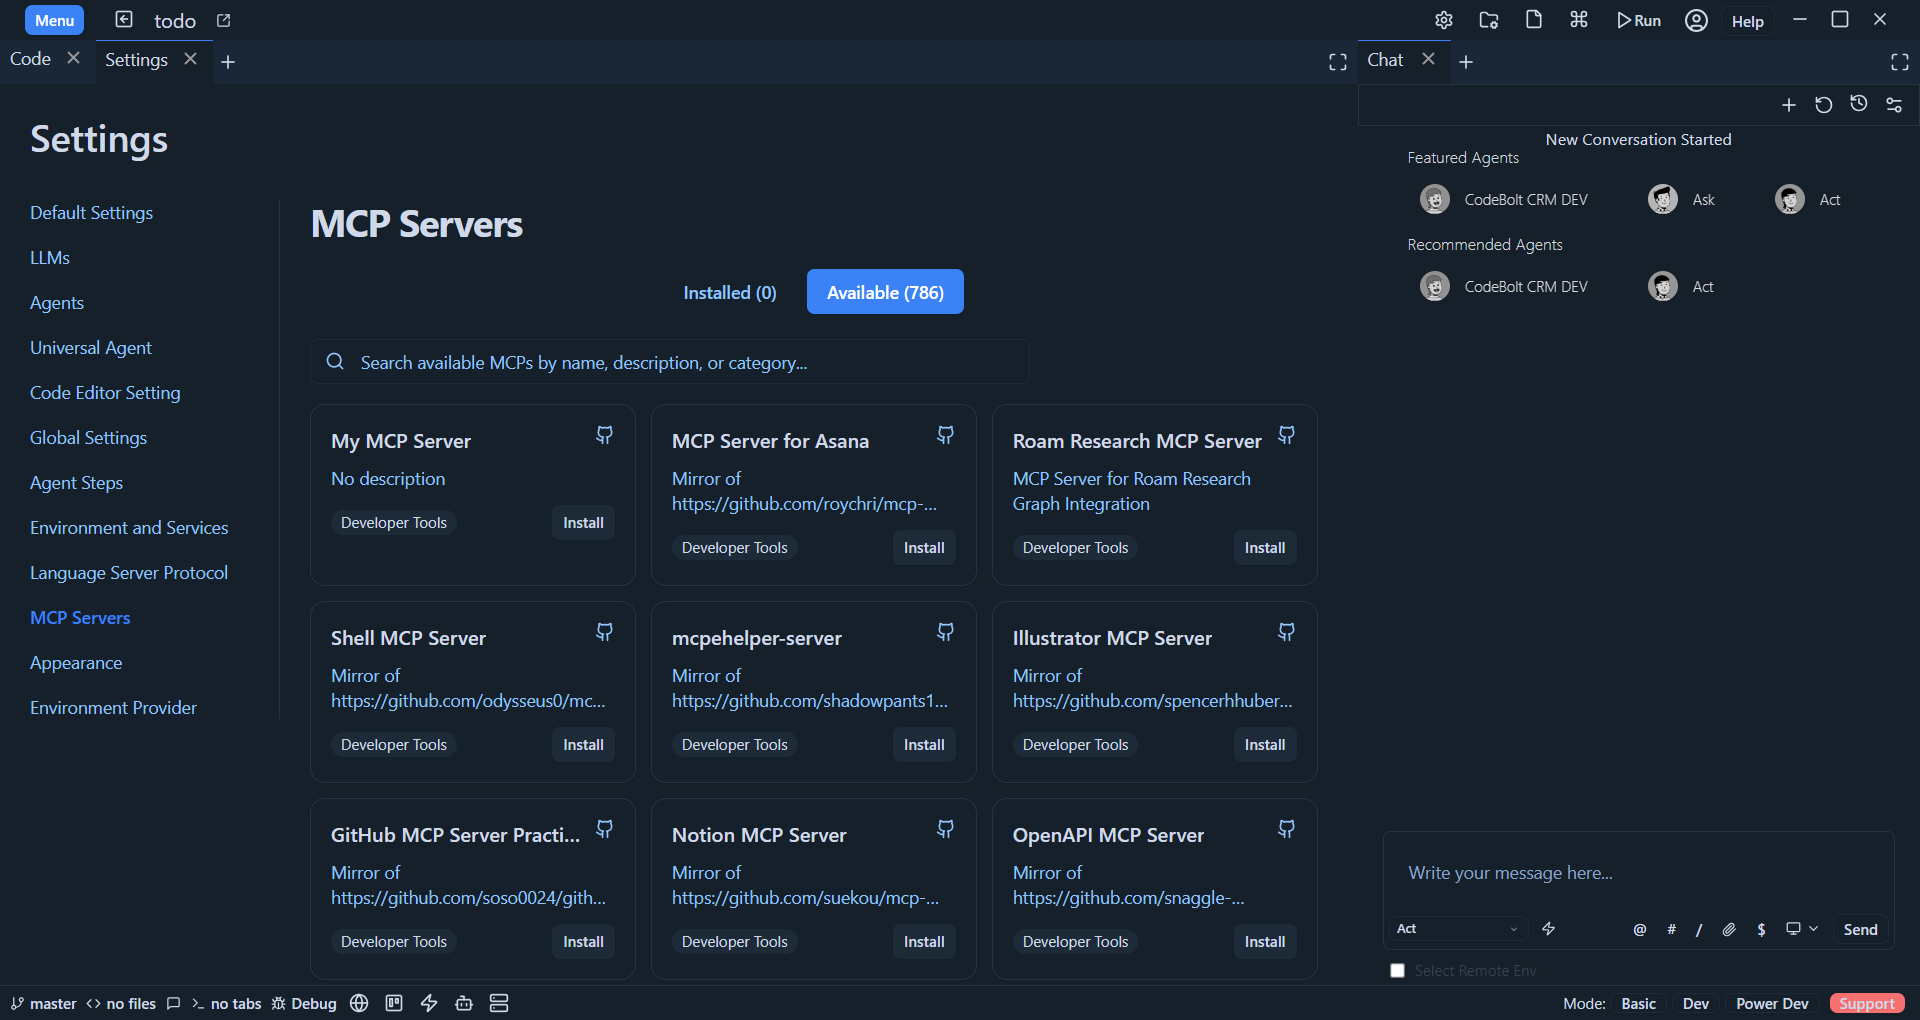 Menu
todo
Run
Help
Code
Settings
Chat
Settings
Default Settings
LLMs
Agents
Universal Agent
Code Editor Setting
Global Settings
Agent Steps
Environment and Services
Language Server Protocol
MCP Servers
Appearance
Environment Provider
MCP Servers
Installed (0)
Available (786)
Search available MCPs by name, description, or category...
My MCP Server
No description
Developer Tools
Install
MCP Server for Asana
Mirror of
https://github.com/roychri/mcp-...
Developer Tools
Install
Roam Research MCP Server
MCP Server for Roam Research
Graph Integration
Developer Tools
Install
Shell MCP Server
Mirror of
https://github.com/odysseus0/mc...
Developer Tools
Install
mcpehelper-server
Mirror of
https://github.com/shadowpants1...
Developer Tools
Install
Illustrator MCP Server
Mirror of
https://github.com/spencerhhuber...
Developer Tools
Install
GitHub MCP Server Practi...
Mirror of
https://github.com/soso0024/gith...
Developer Tools
Install
Notion MCP Server
Mirror of
https://github.com/suekou/mcp-...
Developer Tools
Install
OpenAPI MCP Server
Mirror of
https://github.com/snaggle-...
Developer Tools
Install
New Conversation Started
Featured Agents
CodeBolt CRM DEV
Ask
Act
Recommended Agents
CodeBolt CRM DEV
Act
Write your message here...
Act
@ # / $
Send
Select Remote Env
master
no files
no tabs
Debug
Mode:
Basic
Dev
Power Dev
Support